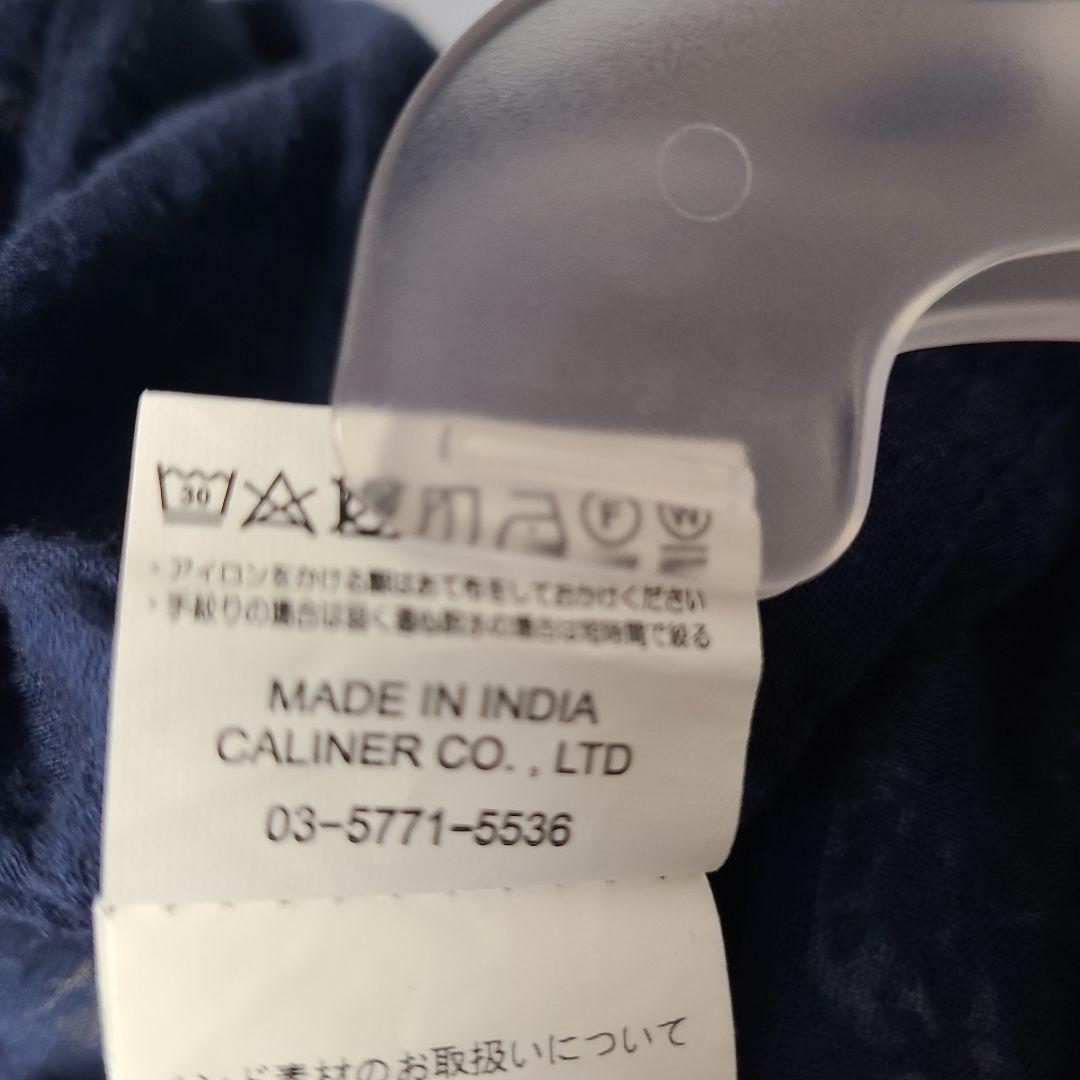 30 F W
・アイロンをかける際はあて布をしておかけください
・手絞りの場合は弱く 遠心脱水の場合は短時間で絞る
MADE IN INDIA
CALINER CO. , LTD
03-5771-5536
ド素材のお取扱いについて